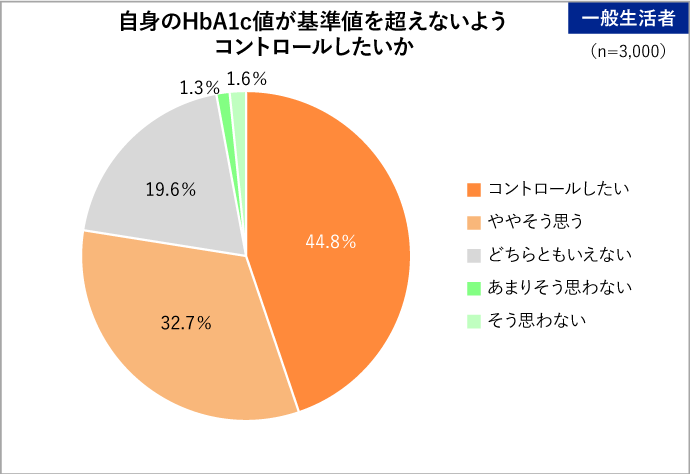 自身のHbA1c値が基準値を超えないよう
コントロールしたいか
一般生活者
（n=3,000）
1.3%
1.6%
19.6%
44.8%
32.7%
コントロールしたい
ややそう思う
どちらともいえない
あまりそう思わない
そう思わない